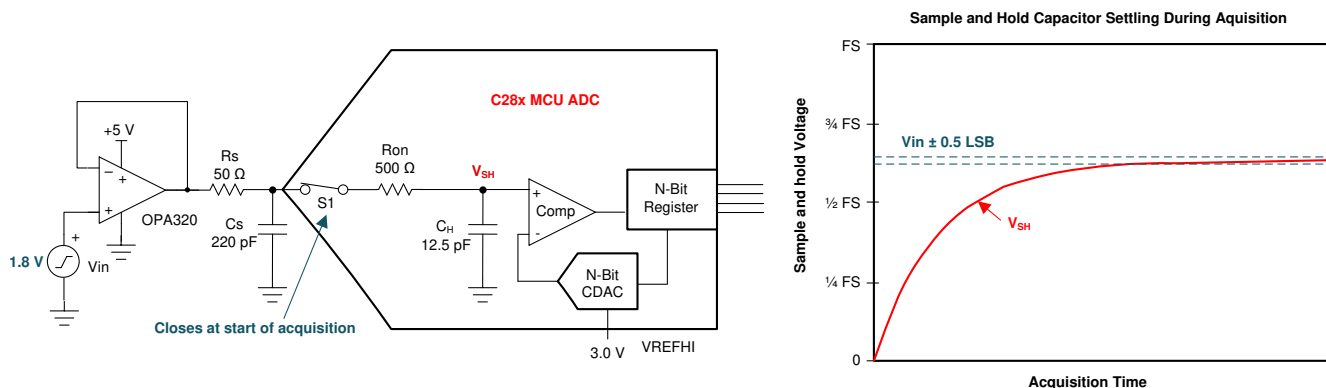 C28x MCU ADC
+5 V
−
+
+
OPA320
+
1.8 V
Vin
Rs
50 Ω
Cs
220 pF
S1
Ron
500 Ω
VSH
CH
12.5 pF
+
-
Comp
N-Bit
Register
N-Bit
CDAC
3.0 V
VREFHI
Closes at start of acquisition
Sample and Hold Capacitor Settling During Aquisition
Sample and hold Voltage
FS
¾ FS
½ FS
¼ FS
0
Vin ± 0.5 LSB
VSH
Acquisition Time